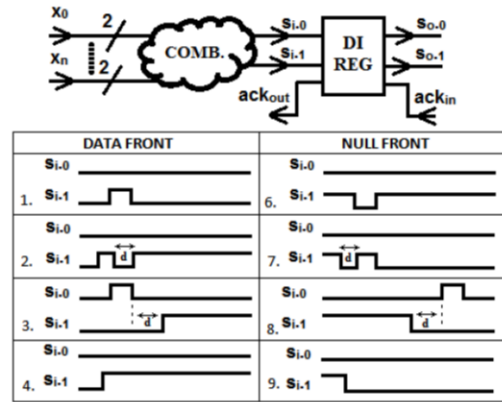 x₀ 2 COMB. sᵢ.₀ DI REG sₒ.₀
xₙ 2 sᵢ.₁ sₒ.₁
ackₒᵤₜ ackᵢₙ
DATA FRONT NULL FRONT
Sᵢ.₀ Sᵢ.₀
1. Sᵢ.₁ 6. Sᵢ.₁
Sᵢ.₀ Sᵢ.₀
2. Sᵢ.₁ d 7. Sᵢ.₁ d
Sᵢ.₀ Sᵢ.₀
3. Sᵢ.₁ d 8. Sᵢ.₁ d
Sᵢ.₀ Sᵢ.₀
4. Sᵢ.₁ 9. Sᵢ.₁